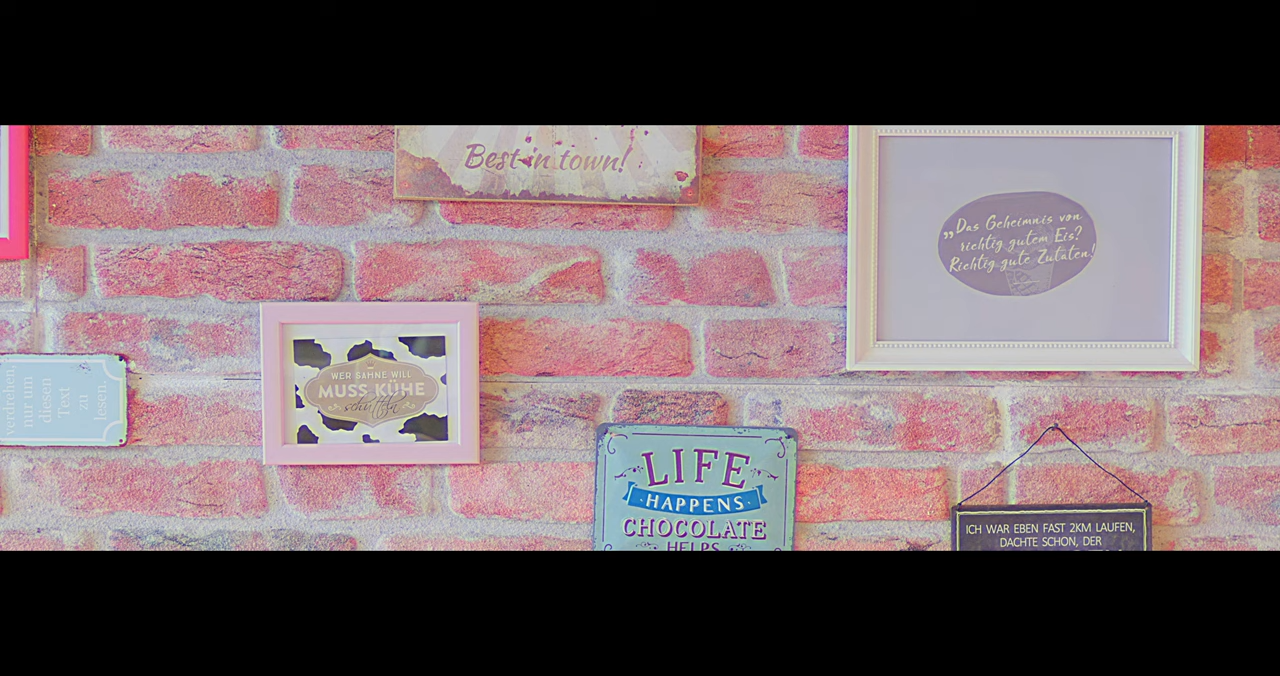 Best in town!
„Das Geheimnis von
richtig gutem Eis?
Richtig gute Zutaten!
verdrehen,
nur um
diesen
Text
zu
lesen.
WER SAHNE WILL
MUSS KÜHE
schütteln
LIFE
HAPPENS
CHOCOLATE
HELPS
ICH WAR EBEN FAST 2KM LAUFEN,
DACHTE SCHON, DER